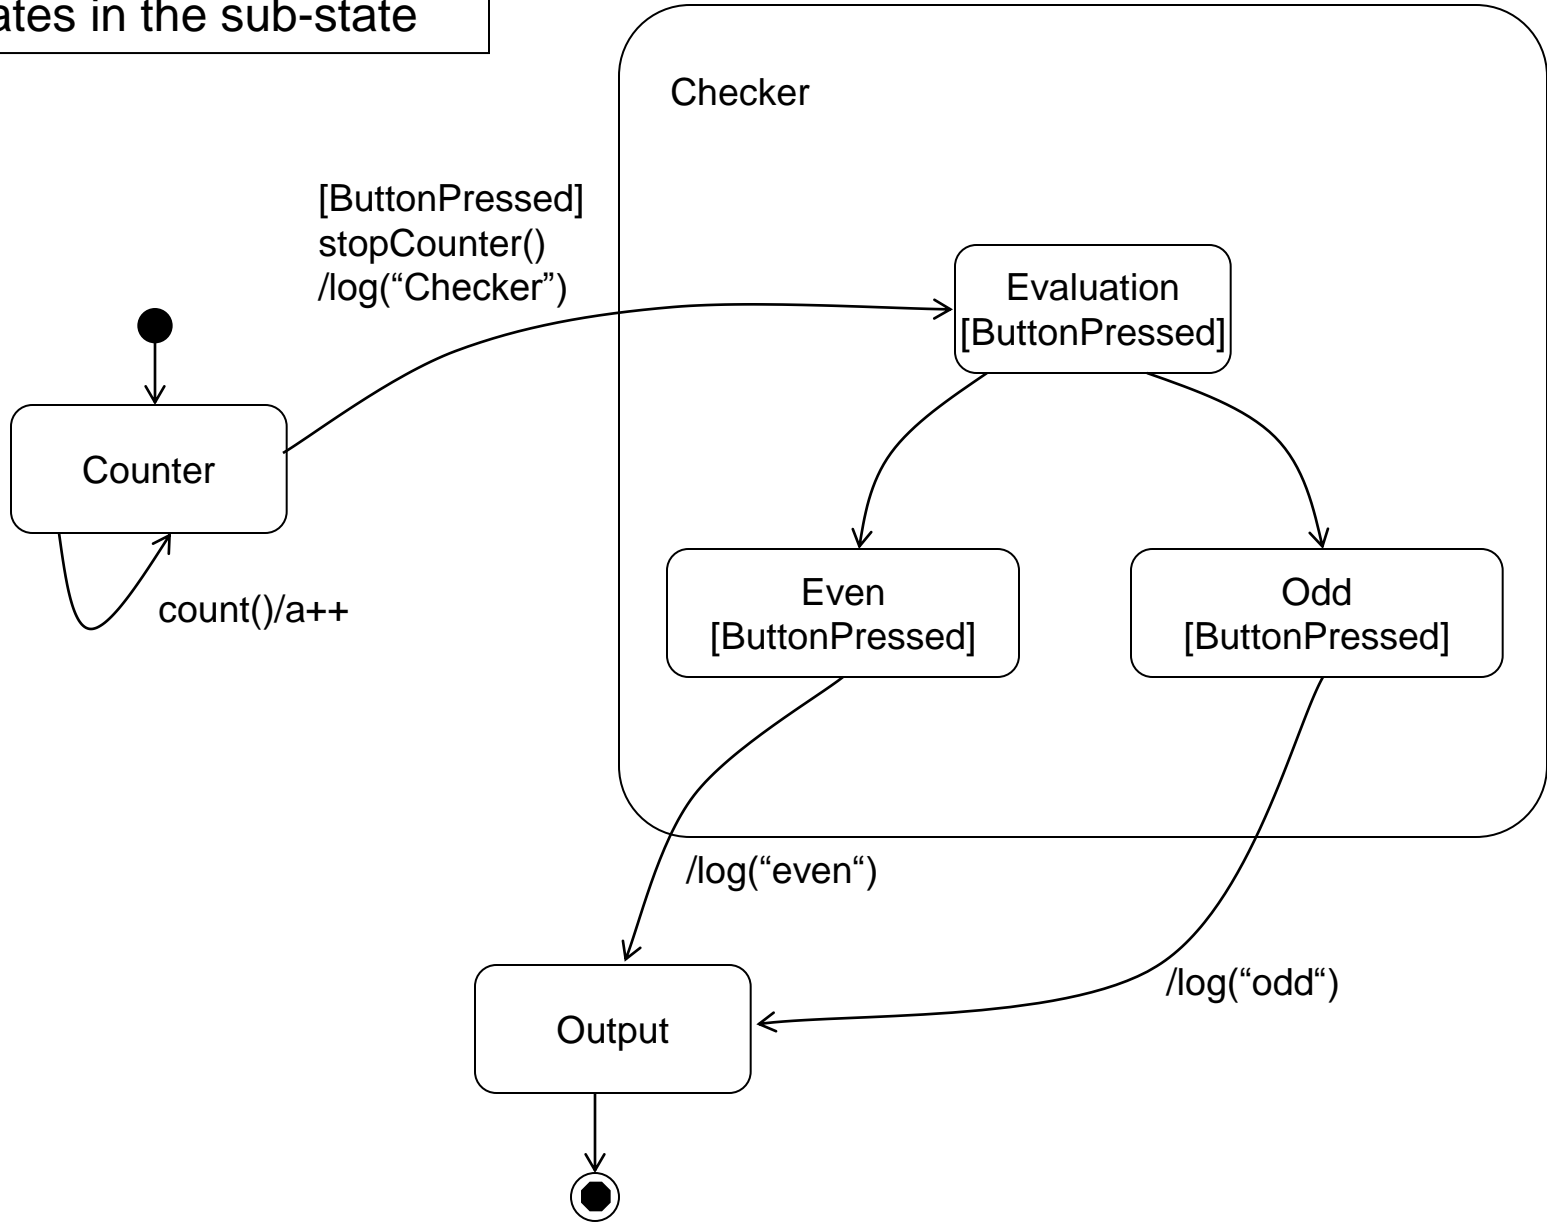 in the sub-state
Checker
[ButtonPressed]
stopCounter()
/log(“Checker”)
Evaluation
[ButtonPressed]
Counter
count()/a++
Even
[ButtonPressed]
Odd
[ButtonPressed]
/log(“even“)
/log(“odd“)
Output